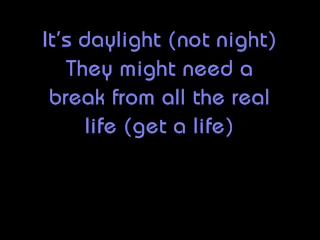 It's daylight (not night)
They might need a
break from all the real
life (get a life)